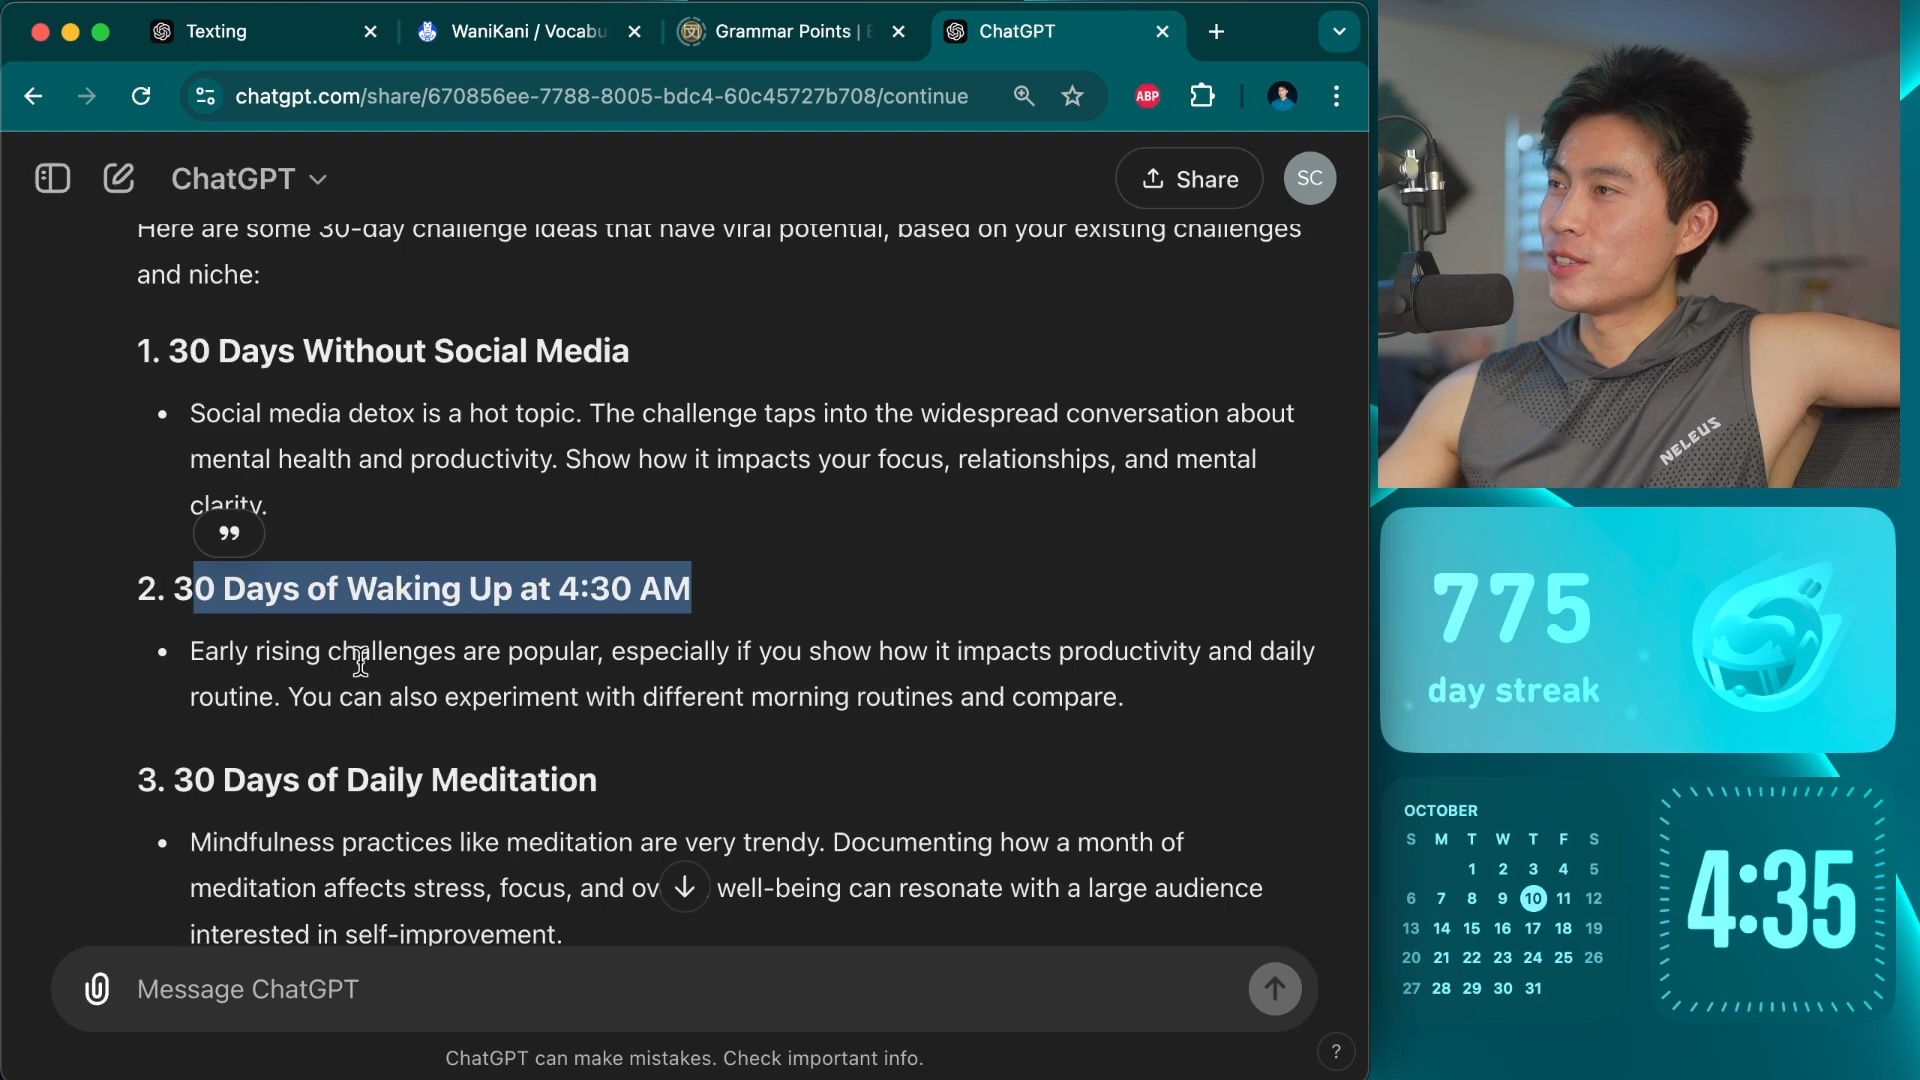 Texting
WaniKani / Vocabu
Grammar Points | E
ChatGPT
chatgpt.com/share/670856ee-7788-8005-bdc4-60c45727b708/continue
ABP
ChatGPT
Share
SC
Here are some 30-day challenge ideas that have viral potential, based on your existing challenges
and niche:
1. 30 Days Without Social Media
• Social media detox is a hot topic. The challenge taps into the widespread conversation about
mental health and productivity. Show how it impacts your focus, relationships, and mental
clarity.
2. 30 Days of Waking Up at 4:30 AM
• Early rising challenges are popular, especially if you show how it impacts productivity and daily
routine. You can also experiment with different morning routines and compare.
3. 30 Days of Daily Meditation
• Mindfulness practices like meditation are very trendy. Documenting how a month of
meditation affects stress, focus, and ov well-being can resonate with a large audience
interested in self-improvement.
Message ChatGPT
ChatGPT can make mistakes. Check important info.
?
NELEUS
775
day streak
OCTOBER
S M T W T F S
1 2 3 4 5
6 7 8 9 10 11 12
13 14 15 16 17 18 19
20 21 22 23 24 25 26
27 28 29 30 31
4:35